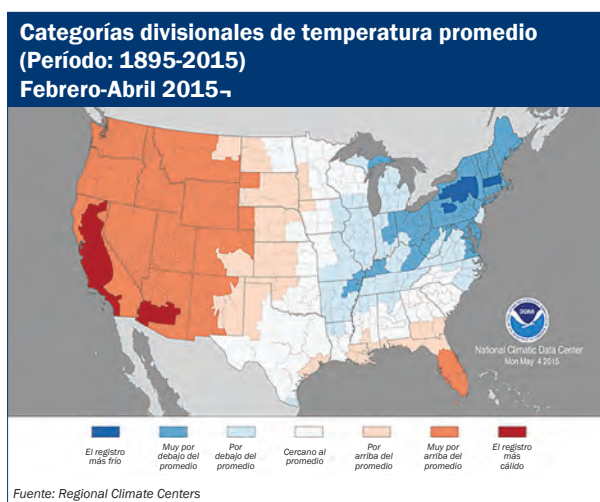 Categorías divisionales de temperatura promedio
(Período: 1895-2015)
Febrero-Abril 2015¬
National Climatic Data Center
Mon May 4 2015
El registro
más frío
Muy por
debajo del
promedio
Por
debajo del
promedio
Cercano al
promedio
Por
arriba del
promedio
Muy por
arriba del
promedio
El registro
más
cálido
Fuente: Regional Climate Centers